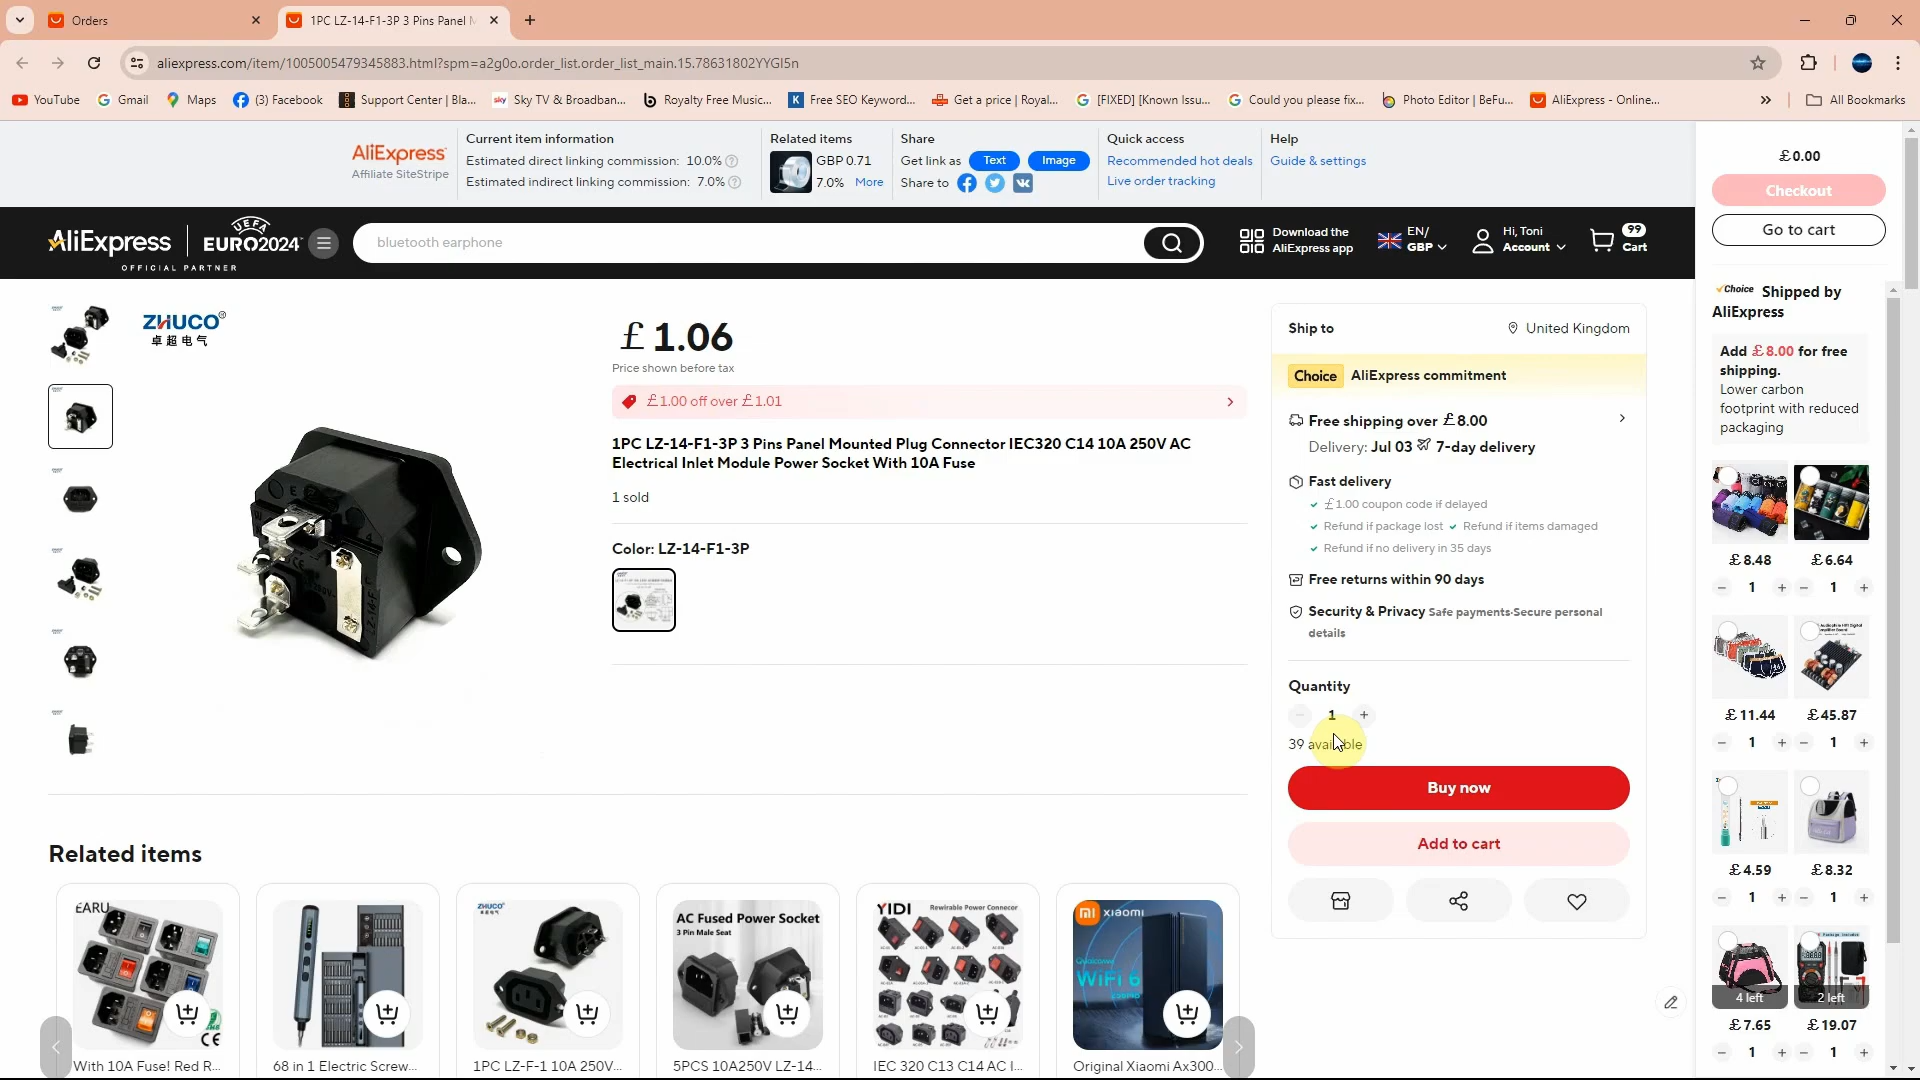 Orders
1PC LZ-14-F1-3P 3 Pins Panel M
aliexpress.com/item/1005005479345883.html?spm=a2g0o.order_list.order_list_main.15.78631802YYGl5n
YouTube
Gmail
Maps
(3) Facebook
Support Center | Bla...
sky
Sky TV & Broadban...
Royalty Free Music...
Free SEO Keyword...
Get a price | Royal...
[FIXED] [Known Issu...
Could you please fix...
Photo Editor | BeFu...
AliExpress - Online...
All Bookmarks
AliExpress
Affiliate SiteStripe
Current item information
Estimated direct linking commission: 10.0%
Estimated indirect linking commission: 7.0%
Related items
GBP 0.71
7.0% More
Share
Get link as Text Image
Share to
Quick access
Recommended hot deals
Live order tracking
Help
Guide & settings
AliExpress
UEFA
EURO2024
OFFICIAL PARTNER
bluetooth earphone
Download the
AliExpress app
EN/
GBP
Hi, Toni
Account
99
Cart
ZHUCO®
卓超电气
£1.06
Price shown before tax
£1.00 off over £1.01
1PC LZ-14-F1-3P 3 Pins Panel Mounted Plug Connector IEC320 C14 10A 250V AC
Electrical Inlet Module Power Socket With 10A Fuse
1 sold
Color: LZ-14-F1-3P
Ship to
United Kingdom
Choice AliExpress commitment
Free shipping over £8.00
Delivery: Jul 03 7-day delivery
Fast delivery
£1.00 coupon code if delayed
Refund if package lost Refund if items damaged
Refund if no delivery in 35 days
Free returns within 90 days
Security & Privacy Safe payments·Secure personal
details
Quantity
1 +
39 available
Buy now
Add to cart
£0.00
Checkout
Go to cart
Choice Shipped by
AliExpress
Add £8.00 for free
shipping.
Lower carbon
footprint with reduced
packaging
£8.48
£6.64
− 1 + − 1 +
£11.44
£45.87
− 1 + − 1 +
£4.59
£8.32
− 1 + − 1 +
4 left
2 left
£7.65
£19.07
− 1 + − 1 +
Related items
EARU
With 10A Fuse! Red R...
68 in 1 Electric Screw...
ZHUCO
1PC LZ-F-1 10A 250V...
AC Fused Power Socket
3 Pin Male Seat
5PCS 10A250V LZ-14...
YIDI Rewirable Power Connecor
IEC 320 C13 C14 AC I...
xiaomi
WiFi 6
Original Xiaomi Ax300...